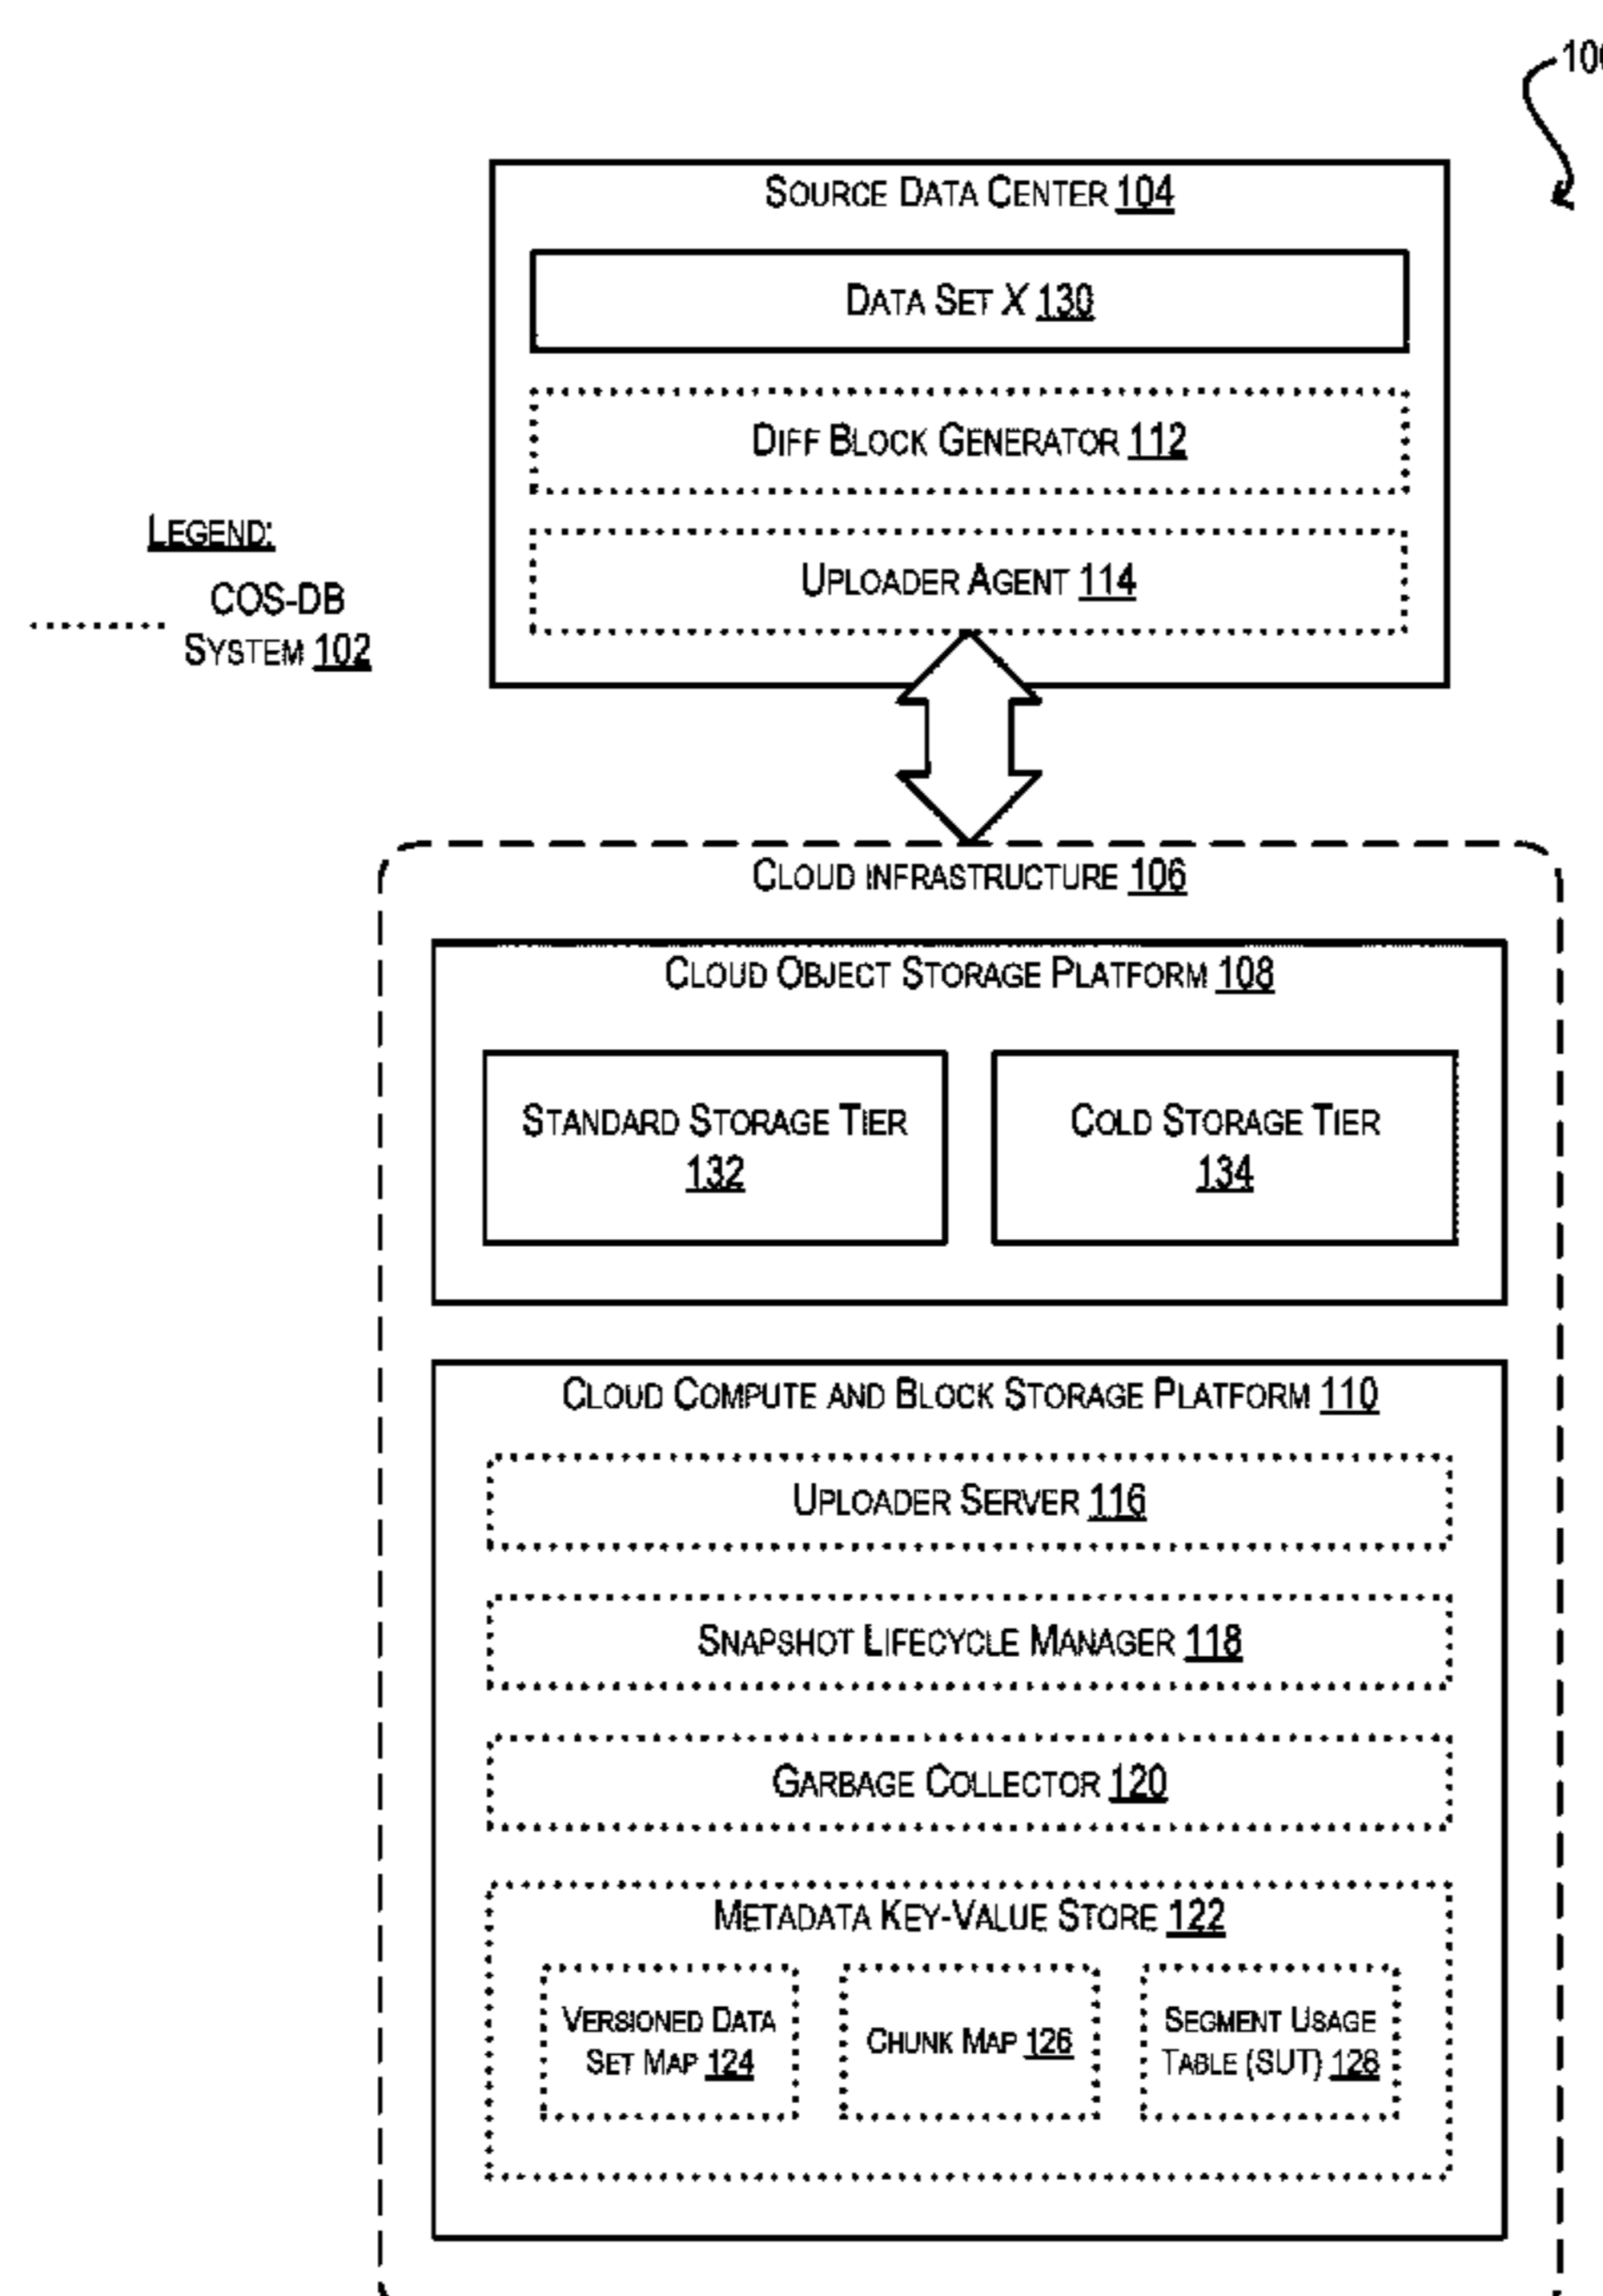 SOURCE DATA CENTER 104
DATA SET X 130
DIFF BLOCK GENERATOR 112
UPLOADER AGENT 114
LEGEND:
COS-DB
SYSTEM 102
CLOUD INFRASTRUCTURE 106
CLOUD OBJECT STORAGE PLATFORM 108
STANDARD STORAGE TIER
132
COLD STORAGE TIER
134
CLOUD COMPUTE AND BLOCK STORAGE PLATFORM 110
UPLOADER SERVER 116
SNAPSHOT LIFECYCLE MANAGER 118
GARBAGE COLLECTOR 120
METADATA KEY-VALUE STORE 122
VERSIONED DATA
SET MAP 124
CHUNK MAP 126
SEGMENT USAGE
TABLE (SUT) 128